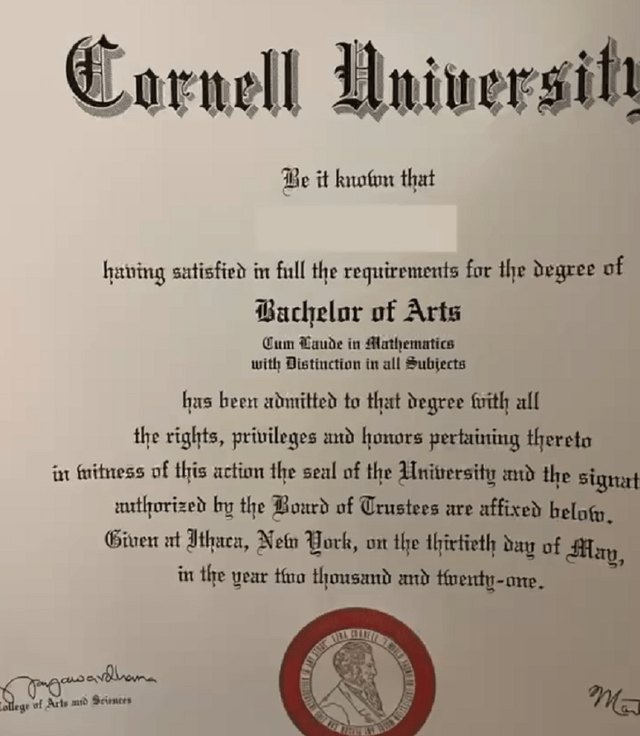 Cornell University
Be it known that
having satisfied in full the requirements for the degree of
Bachelor of Arts
Cum Laude in Mathematics
with Distinction in all Subjects
has been admitted to that degree with all
the rights, privileges and honors pertaining thereto
in witness of this action the seal of the University and the signat
authorized by the Board of Trustees are affixed below.
Given at Ithaca, New York, on the thirtieth day of May,
in the year two thousand and twenty-one.
EZRA CORNELL
College of Arts and Sciences